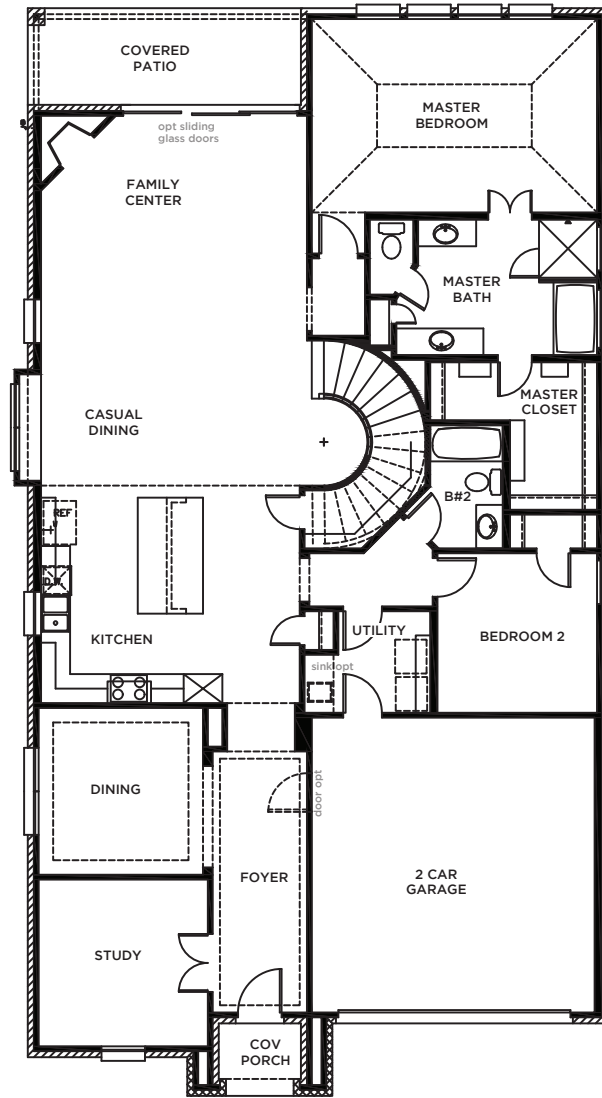 COVERED
PATIO
MASTER
BEDROOM
opt sliding
glass doors
FAMILY
CENTER
MASTER
BATH
MASTER
CLOSET
CASUAL
DINING
B#2
REF
D.W.
KITCHEN
UTILITY
BEDROOM 2
sink opt
door opt
DINING
FOYER
2 CAR
GARAGE
STUDY
COV
PORCH